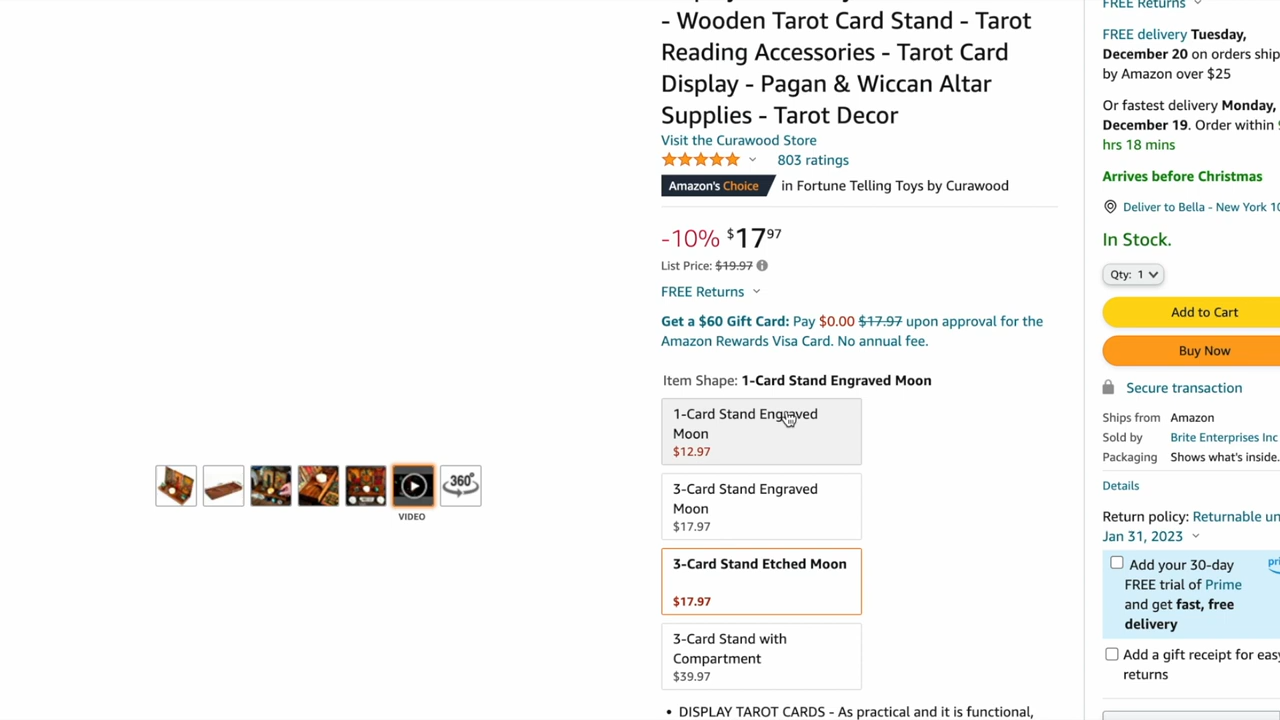 - Wooden Tarot Card Stand - Tarot
Reading Accessories - Tarot Card
Display - Pagan & Wiccan Altar
Supplies - Tarot Decor
Visit the Curawood Store
803 ratings
Amazon's Choice in Fortune Telling Toys by Curawood
-10% $17.97
List Price: $19.97
FREE Returns
Get a $60 Gift Card: Pay $0.00 $17.97 upon approval for the
Amazon Rewards Visa Card. No annual fee.
Item Shape: 1-Card Stand Engraved Moon
1-Card Stand Engraved
Moon
$12.97
3-Card Stand Engraved
Moon
$17.97
3-Card Stand Etched Moon
$17.97
3-Card Stand with
Compartment
$39.97
• DISPLAY TAROT CARDS - As practical and it is functional,
360°
VIDEO
FREE Returns
FREE delivery Tuesday,
December 20 on orders ship
by Amazon over $25
Or fastest delivery Monday,
December 19. Order within
hrs 18 mins
Arrives before Christmas
Deliver to Bella - New York 10
In Stock.
Qty: 1
Add to Cart
Buy Now
Secure transaction
Ships from Amazon
Sold by Brite Enterprises Inc
Packaging Shows what's inside.
Details
Return policy: Returnable un
Jan 31, 2023
Add your 30-day
FREE trial of Prime
and get fast, free
delivery
pri
Add a gift receipt for easy
returns